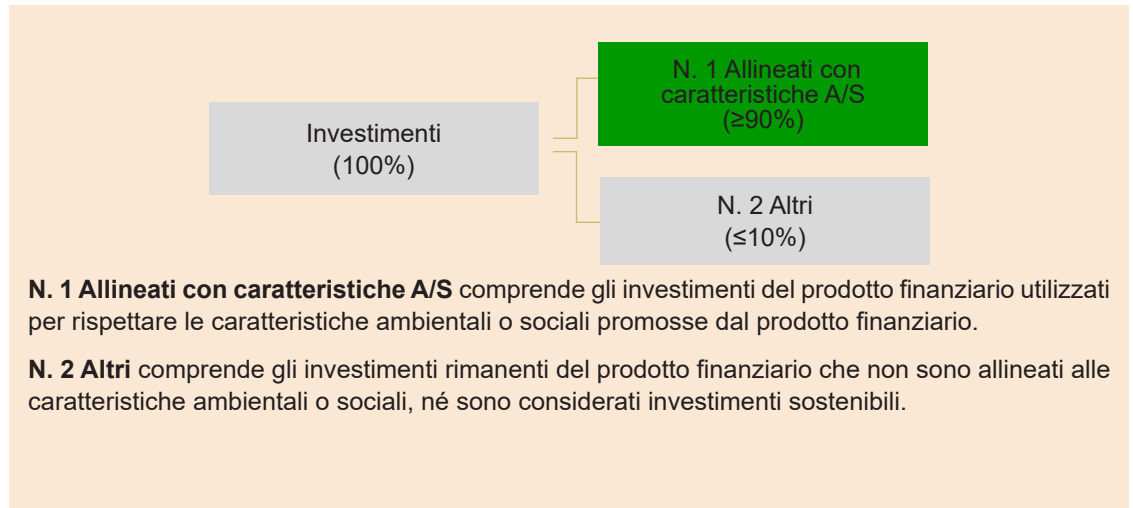 N. 1 Allineati con
caratteristiche A/S
(≥90%)
Investimenti
(100%)
N. 2 Altri
(≤10%)
N. 1 Allineati con caratteristiche A/S comprende gli investimenti del prodotto finanziario utilizzati
per rispettare le caratteristiche ambientali o sociali promosse dal prodotto finanziario.
N. 2 Altri comprende gli investimenti rimanenti del prodotto finanziario che non sono allineati alle
caratteristiche ambientali o sociali, né sono considerati investimenti sostenibili.